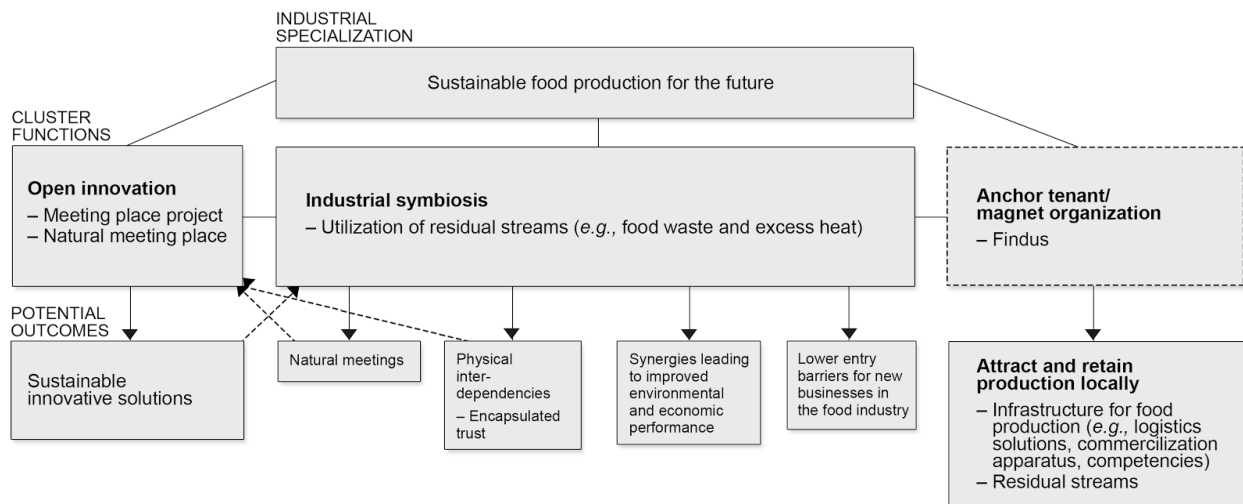 INDUSTRIAL
SPECIALIZATION
Sustainable food production for the future
CLUSTER
FUNCTIONS
Open innovation
– Meeting place project
– Natural meeting place
Industrial symbiosis
– Utilization of residual streams (e.g., food waste and excess heat)
Anchor tenant/
magnet organization
– Findus
POTENTIAL
OUTCOMES
Sustainable
innovative solutions
Natural meetings
Physical
inter-
dependencies
– Encapsulated
trust
Synergies leading
to improved
environmental
and economic
performance
Lower entry
barriers for new
businesses in
the food industry
Attract and retain
production locally
– Infrastructure for food
production (e.g., logistics
solutions, commercilization
apparatus, competencies)
– Residual streams